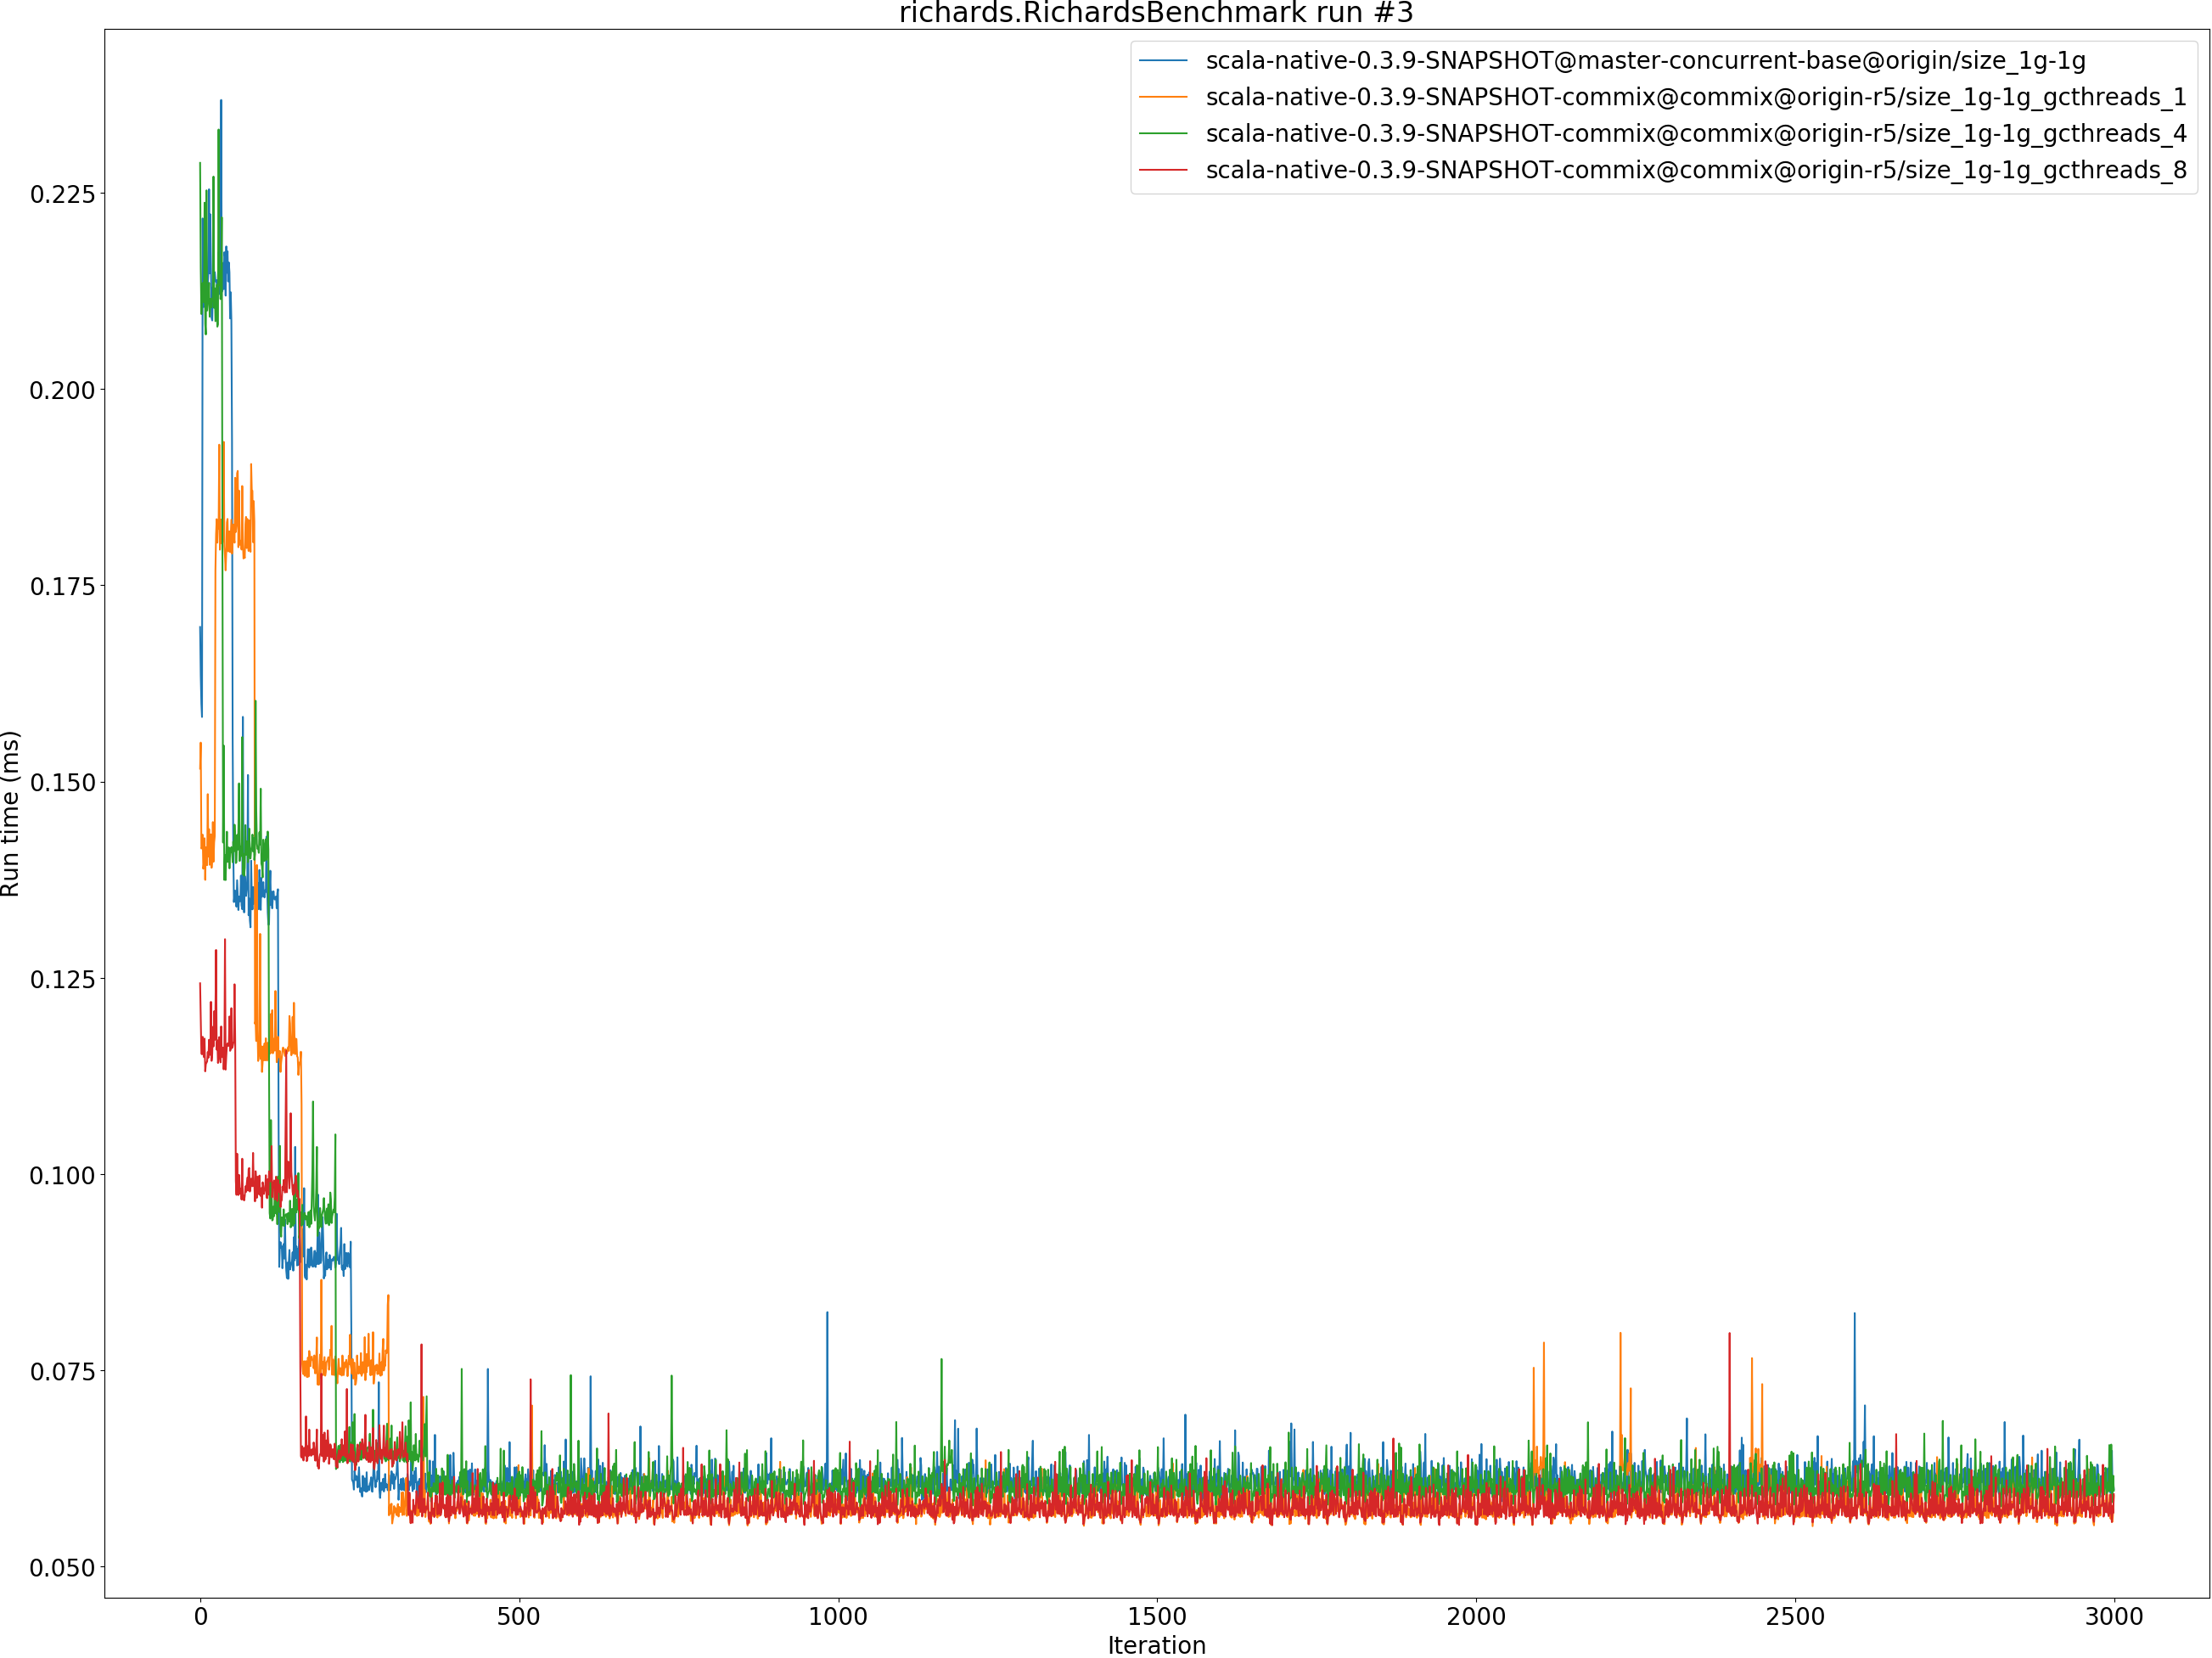 richards.RichardsBenchmark run #3
scala-native-0.3.9-SNAPSHOT@master-concurrent-base@origin/size_1g-1g
scala-native-0.3.9-SNAPSHOT-commix@commix@origin-r5/size_1g-1g_gcthreads_1
scala-native-0.3.9-SNAPSHOT-commix@commix@origin-r5/size_1g-1g_gcthreads_4
scala-native-0.3.9-SNAPSHOT-commix@commix@origin-r5/size_1g-1g_gcthreads_8
Run time (ms)
0.225
0.200
0.175
0.150
0.125
0.100
0.075
0.050
0 500 1000 1500 2000 2500 3000
Iteration